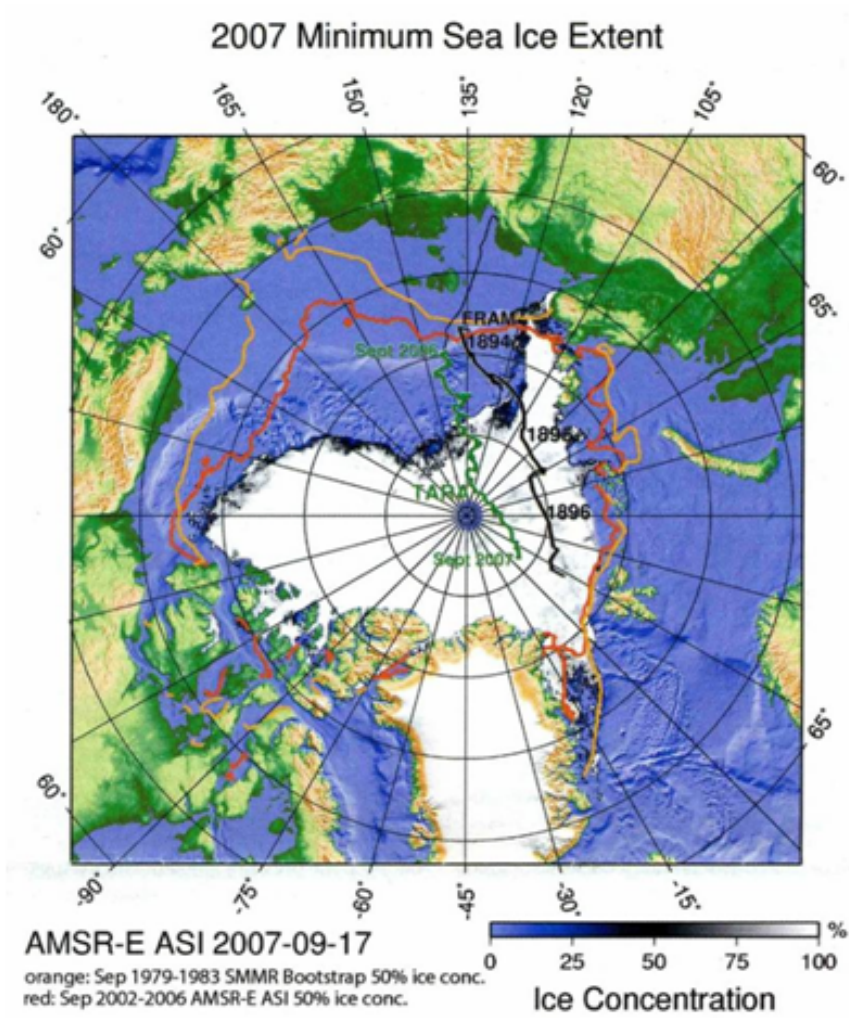 2007 Minimum Sea Ice Extent
180° 165° 150° 135° 120° 105°
60°
60°
65°
FRAM
1894
Sept 2006
1895
TARA
1896
Sept 2007
65°
60°
-90° -75° -60° -45° -30° -15°
AMSR-E ASI 2007-09-17
orange: Sep 1979-1983 SMMR Bootstrap 50% ice conc.
red: Sep 2002-2006 AMSR-E ASI 50% ice conc.
%
0 25 50 75 100
Ice Concentration